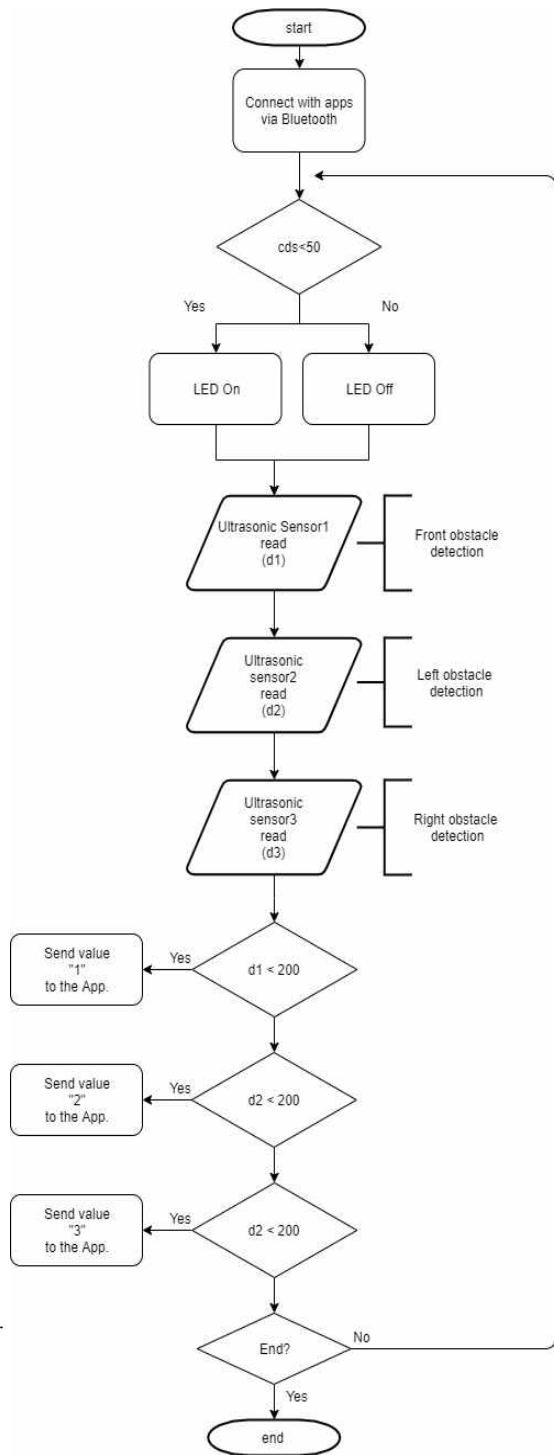 start
Connect with apps
via Bluetooth
cds<50
Yes
No
LED On
LED Off
Ultrasonic Sensor1
read
(d1)
Front obstacle
detection
Ultrasonic
sensor2
read
(d2)
Left obstacle
detection
Ultrasonic
sensor3
read
(d3)
Right obstacle
detection
Send value
"1"
to the App.
Yes
d1 < 200
Send value
"2"
to the App.
Yes
d2 < 200
Send value
"3"
to the App.
Yes
d2 < 200
End?
No
Yes
end